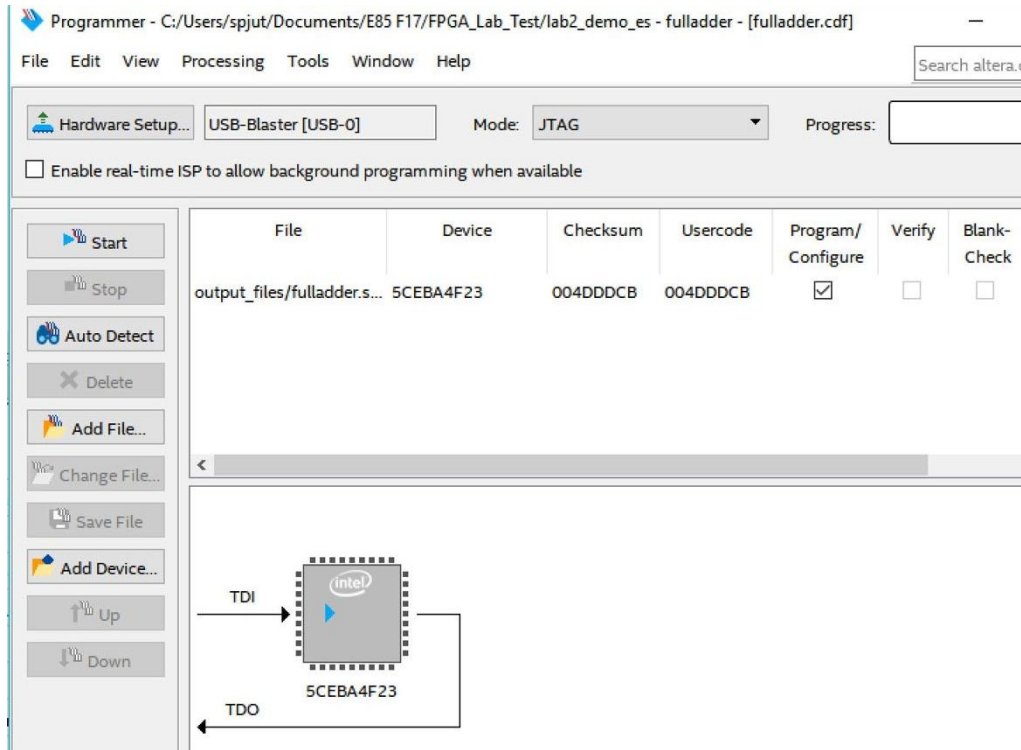 Programmer - C:/Users/spjut/Documents/E85 F17/FPGA_Lab_Test/lab2_demo_es - fulladder - [fulladder.cdf]
File Edit View Processing Tools Window Help
Search altera.
Hardware Setup... USB-Blaster [USB-0] Mode: JTAG Progress:
Enable real-time ISP to allow background programming when available
Start
Stop
Auto Detect
Delete
Add File...
Change File...
Save File
Add Device...
Up
Down
File Device Checksum Usercode Program/ Verify Blank-
Configure Check
output_files/fulladder.s... 5CEBA4F23 004DDDCB 004DDDCB
intel
TDI
5CEBA4F23
TDO